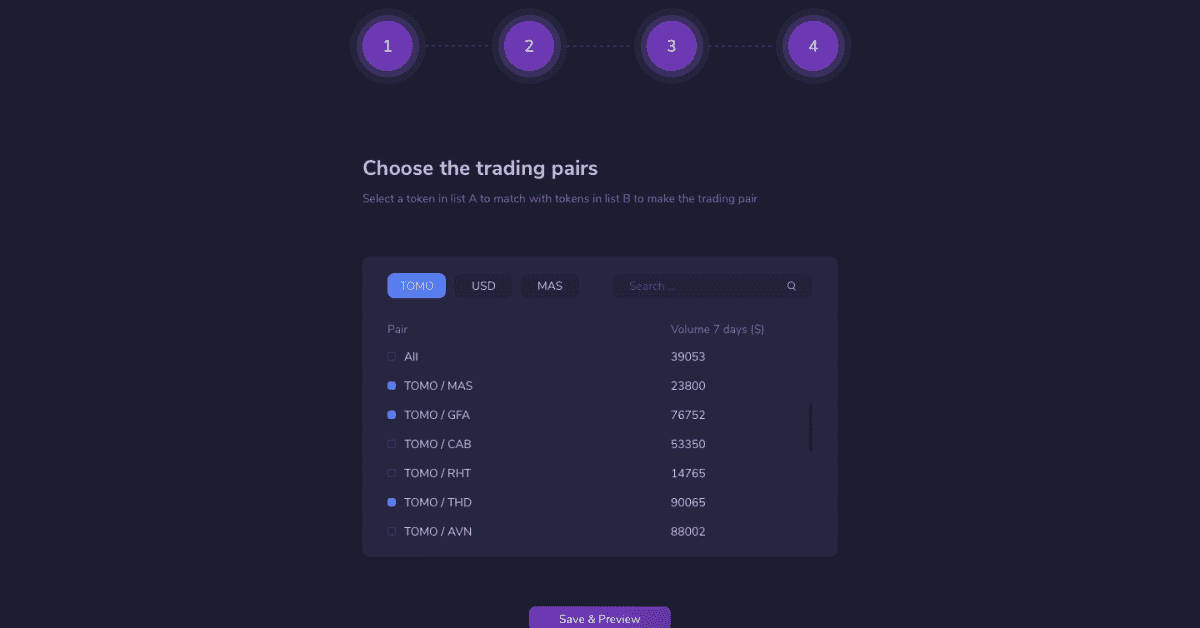 1 2 3 4
Choose the trading pairs
Select a token in list A to match with tokens in list B to make the trading pair
TOMO USD MAS Search ...
Pair Volume 7 days ($)
All 39053
TOMO / MAS 23800
TOMO / GFA 76752
TOMO / CAB 53350
TOMO / RHT 14765
TOMO / THD 90065
TOMO / AVN 88002
Save & Preview